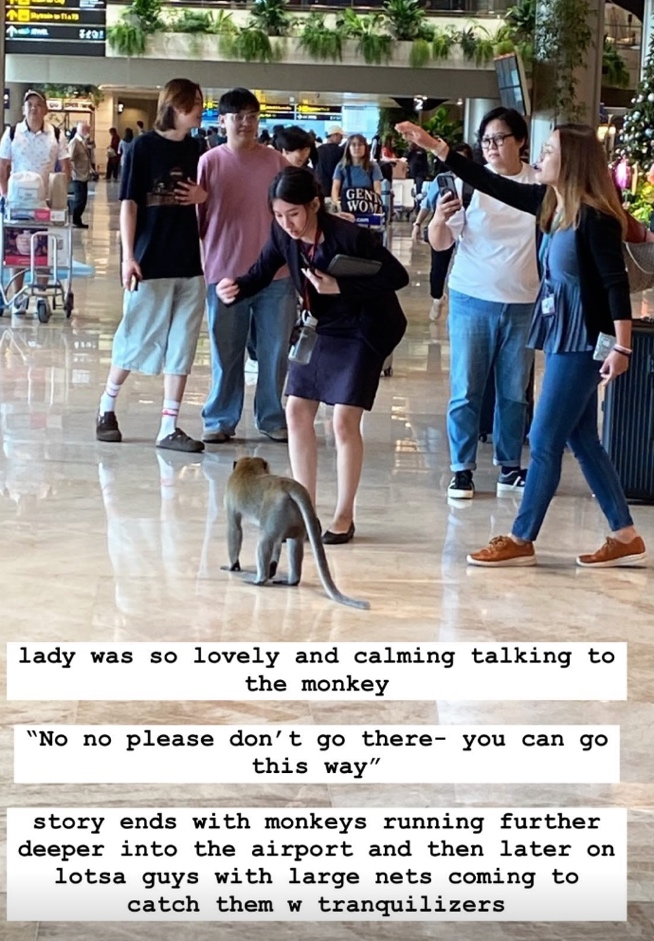 Skytrain to T1
GENT
WOM
lady was so lovely and calming talking to
the monkey
“No no please don’t go there- you can go
this way”
story ends with monkeys running further
deeper into the airport and then later on
lotsa guys with large nets coming to
catch them w tranquilizers